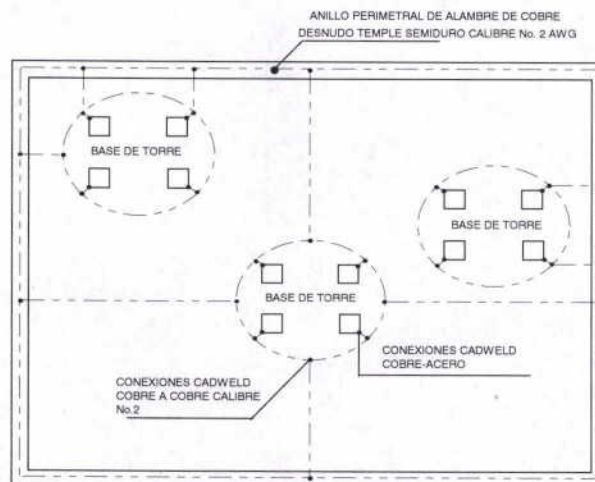 ANILLO PERIMETRAL DE ALAMBRE DE COBRE
DESNUDO TEMPLE SEMIDURO CALIBRE No. 2 AWG
BASE DE TORRE
BASE DE TORRE
BASE DE TORRE
CONEXIONES CADWELD
COBRE-ACERO
CONEXIONES CADWELD
COBRE A COBRE CALIBRE
No.2